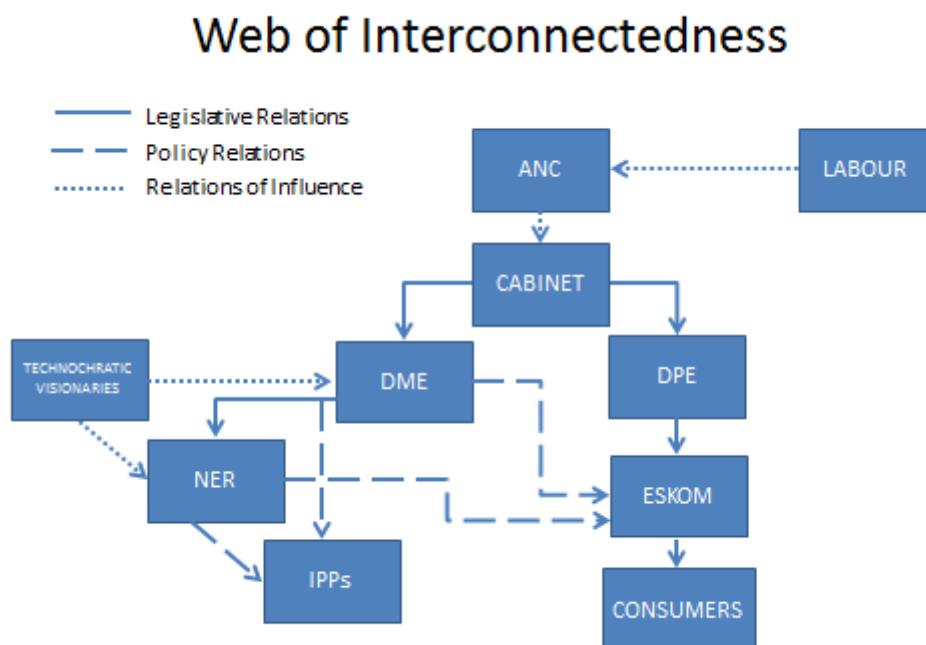 Web of Interconnectedness
Legislative Relations
Policy Relations
Relations of Influence
ANC
LABOUR
CABINET
TECHNOCHRATIC
VISIONARIES
DME
DPE
NER
ESKOM
IPPs
CONSUMERS